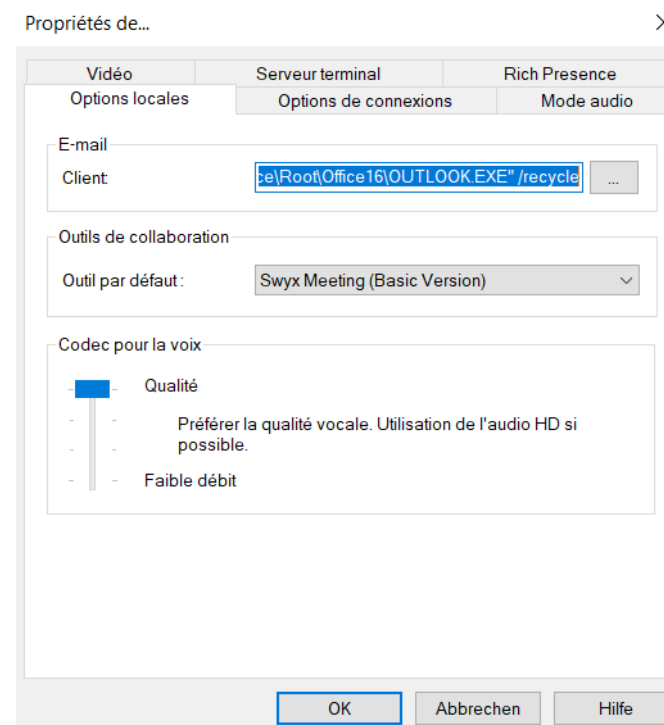 Propriétés de...
Vidéo
Serveur terminal
Rich Presence
Options locales
Options de connexions
Mode audio
E-mail
Client:
ce\Root\Office16\OUTLOOK.EXE" /recycle
...
Outils de collaboration
Outil par défaut :
Swyx Meeting (Basic Version)
Codec pour la voix
Qualité
Préférer la qualité vocale. Utilisation de l'audio HD si
possible.
Faible débit
OK
Abbrechen
Hilfe